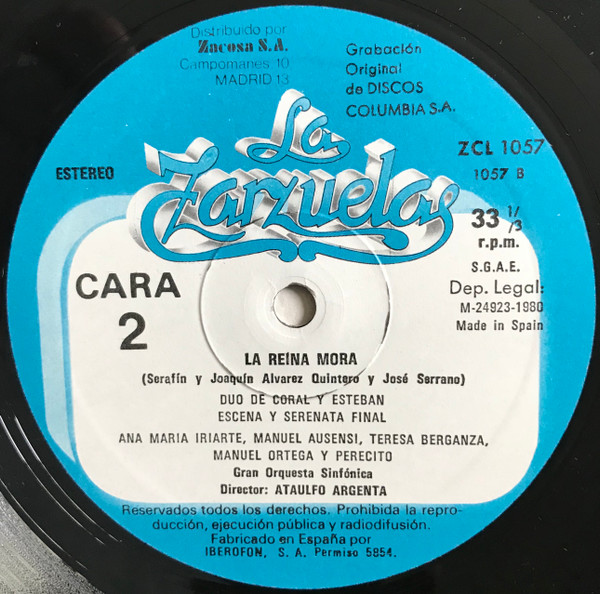 Distribuido por
Zacosa S.A.
Campomanes 10
MADRID 13
Grabación
Original
de DISCOS
COLUMBIA S.A.
La
Zarzuelas
ZCL 1057
1057 B
ESTEREO
33 1/3
r.p.m.
S.G.A.E.
Dep. Legal:
M-24923-1980
Made in Spain
CARA
2
LA REINA MORA
(Serafín y Joaquín Alvarez Quintero y José Serrano)
DUO DE CORAL Y ESTEBAN
ESCENA Y SERENATA FINAL
ANA MARIA IRIARTE, MANUEL AUSENSI, TERESA BERGANZA,
MANUEL ORTEGA Y PERECITO
Gran Orquesta Sinfónica
Director: ATAULFO ARGENTA
Reservados todos los derechos. Prohibida la repro-
ducción, ejecución pública y radiodifusión.
Fabricado en España por
IBEROFON, S. A. Permiso 5854.